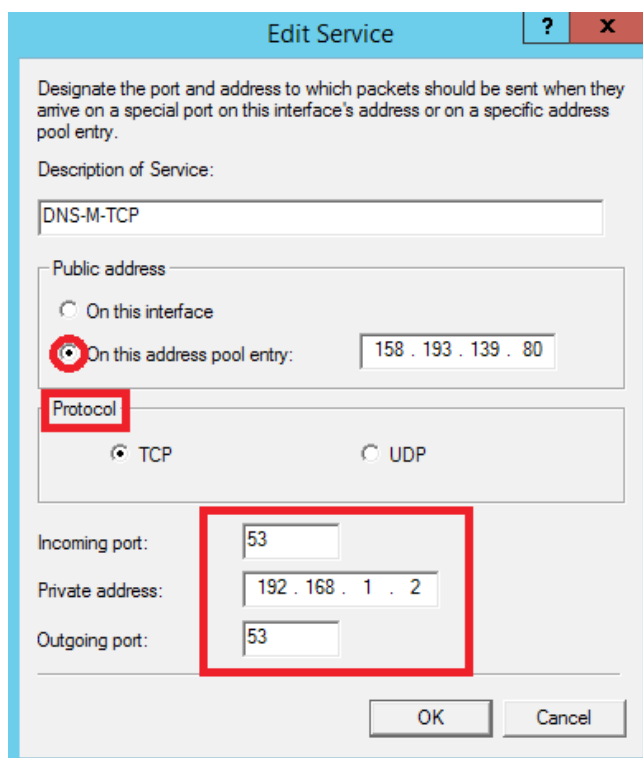 Edit Service
?
x
Designate the port and address to which packets should be sent when they
arrive on a special port on this interface's address or on a specific address
pool entry.
Description of Service:
DNS-M-TCP
Public address
On this interface
On this address pool entry: 158 . 193 . 139 . 80
Protocol
TCP UDP
Incoming port: 53
Private address: 192 . 168 . 1 . 2
Outgoing port: 53
OK Cancel